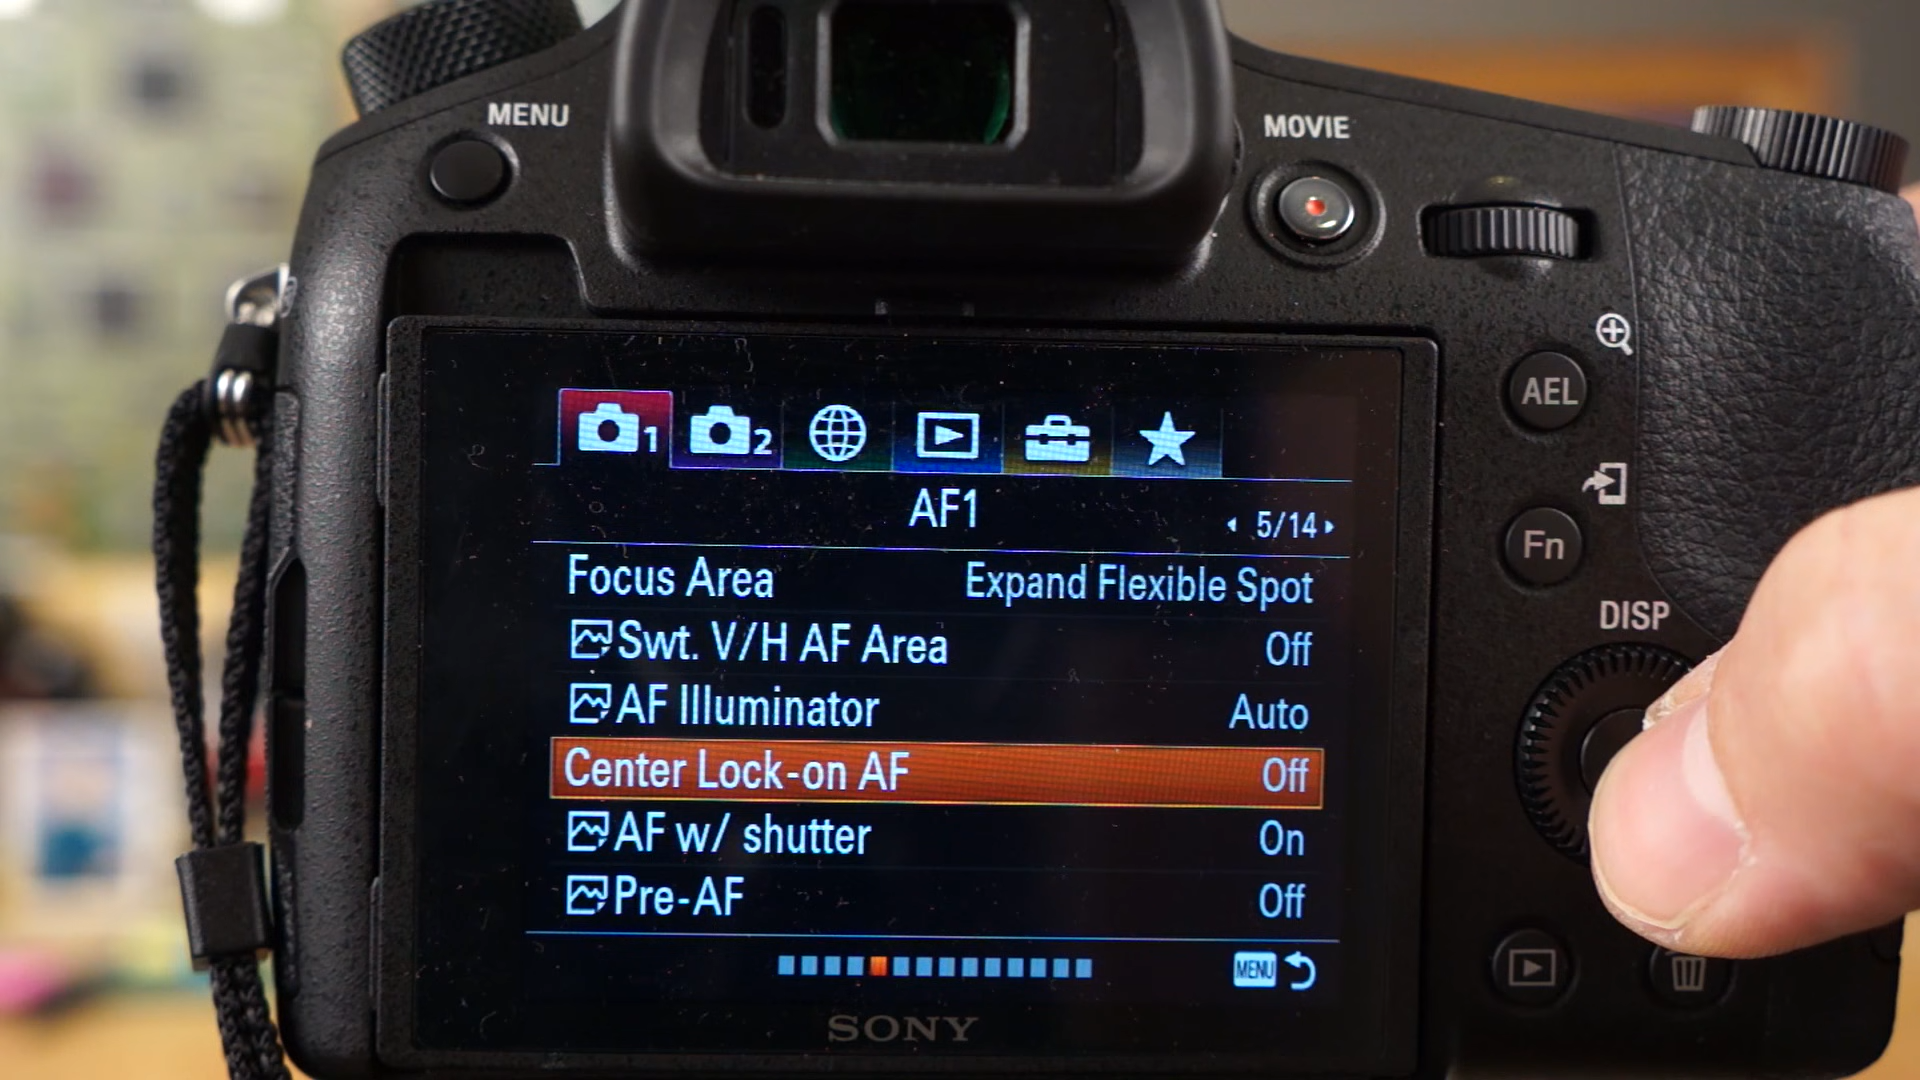 MENU
MOVIE
1
2
AF1
5/14
Focus Area Expand Flexible Spot
Swt. V/H AF Area Off
AF Illuminator Auto
Center Lock-on AF Off
AF w/ shutter On
Pre-AF Off
MENU
SONY
AEL
Fn
DISP